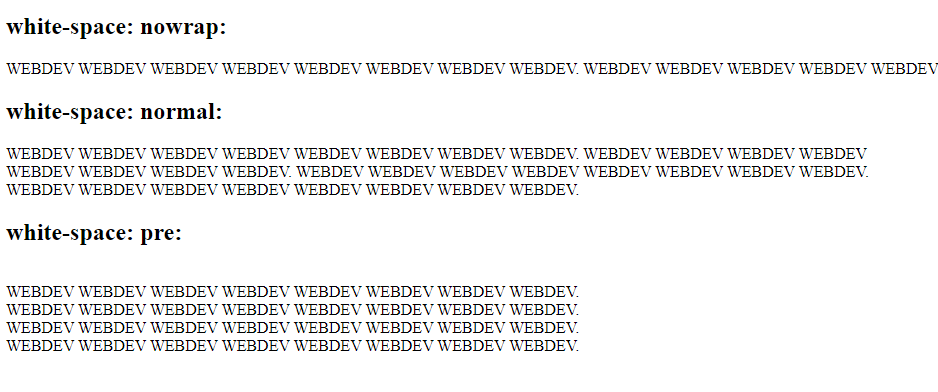 white-space: nowrap:
WEBDEV WEBDEV WEBDEV WEBDEV WEBDEV WEBDEV WEBDEV WEBDEV. WEBDEV WEBDEV WEBDEV WEBDEV WEBDEV
white-space: normal:
WEBDEV WEBDEV WEBDEV WEBDEV WEBDEV WEBDEV WEBDEV WEBDEV. WEBDEV WEBDEV WEBDEV WEBDEV
WEBDEV WEBDEV WEBDEV WEBDEV. WEBDEV WEBDEV WEBDEV WEBDEV WEBDEV WEBDEV WEBDEV WEBDEV.
WEBDEV WEBDEV WEBDEV WEBDEV WEBDEV WEBDEV WEBDEV WEBDEV.
white-space: pre:
WEBDEV WEBDEV WEBDEV WEBDEV WEBDEV WEBDEV WEBDEV WEBDEV.
WEBDEV WEBDEV WEBDEV WEBDEV WEBDEV WEBDEV WEBDEV WEBDEV.
WEBDEV WEBDEV WEBDEV WEBDEV WEBDEV WEBDEV WEBDEV WEBDEV.
WEBDEV WEBDEV WEBDEV WEBDEV WEBDEV WEBDEV WEBDEV WEBDEV.